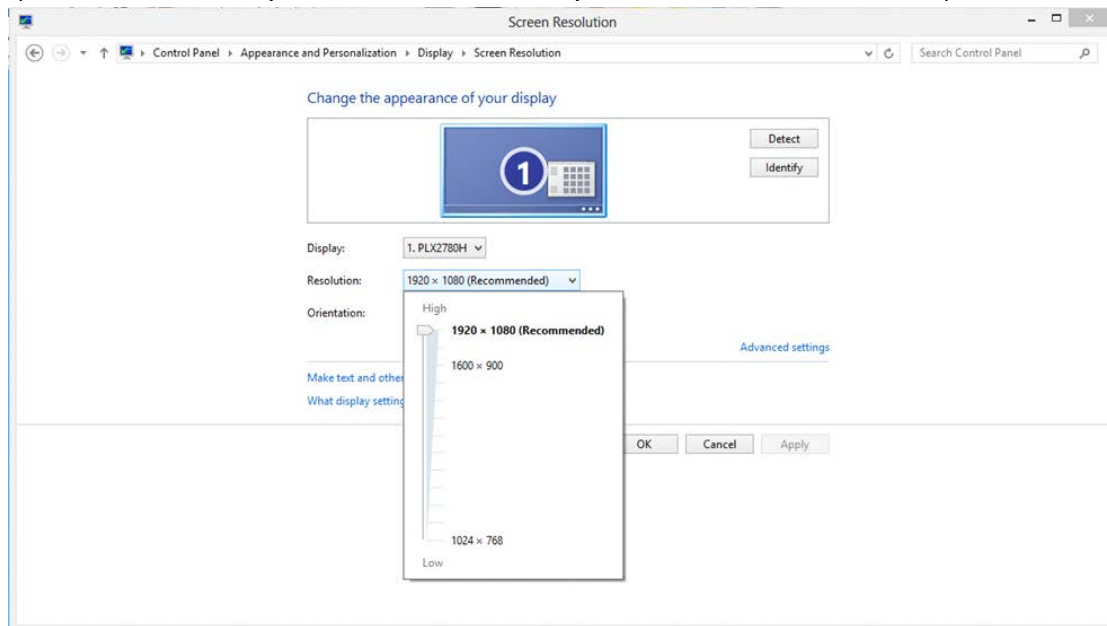 Screen Resolution
Control Panel Appearance and Personalization Display Screen Resolution
Search Control Panel
Change the appearance of your display
1
Detect
Identify
Display: 1. PLX2780H
Resolution: 1920 × 1080 (Recommended)
Orientation:
High
1920 × 1080 (Recommended)
1600 × 900
1024 × 768
Low
Advanced settings
Make text and other
What display setting
OK Cancel Apply